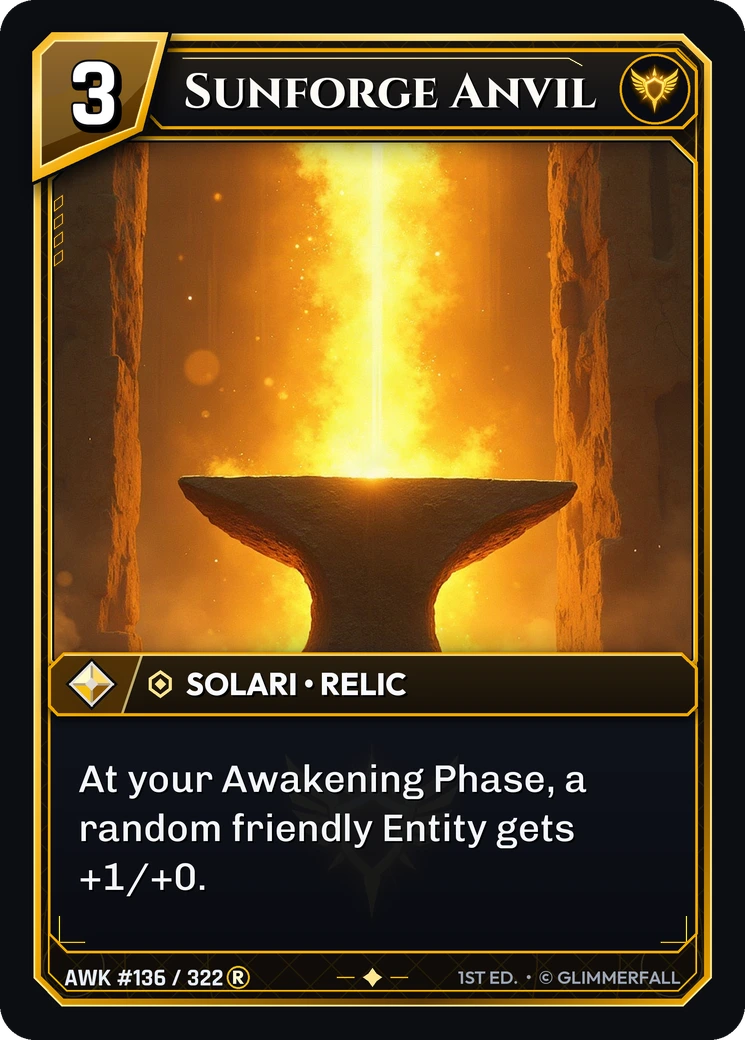 3
SUNFORGE ANVIL
SOLARI • RELIC
At your Awakening Phase, a
random friendly Entity gets
+1/+0.
AWK #136 / 322 R
1ST ED. • © GLIMMERFALL